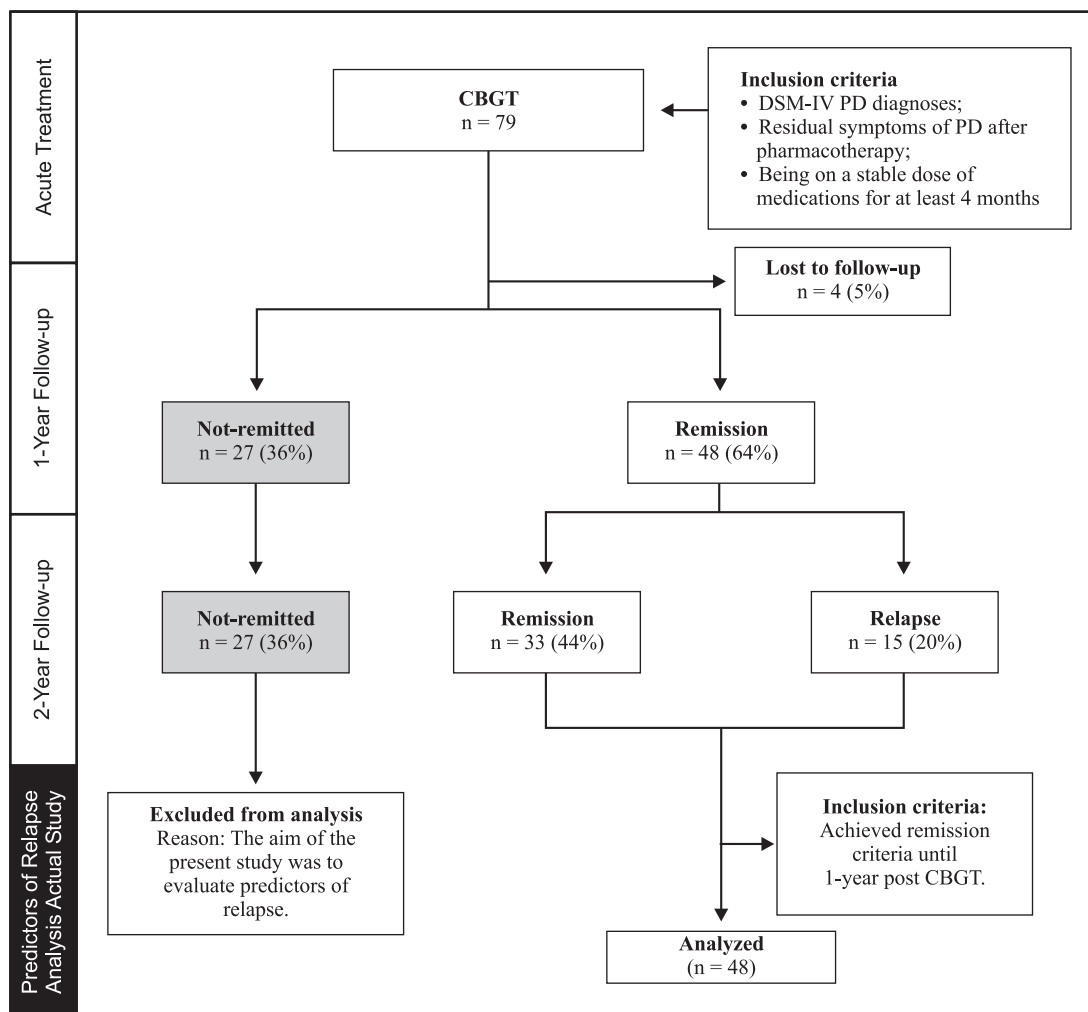 Acute Treatment
CBGT
n = 79
Inclusion criteria
• DSM-IV PD diagnoses;
• Residual symptoms of PD after
pharmacotherapy;
• Being on a stable dose of
medications for at least 4 months
1-Year Follow-up
Lost to follow-up
n = 4 (5%)
Not-remitted
n = 27 (36%)
Remission
n = 48 (64%)
2-Year Follow-up
Not-remitted
n = 27 (36%)
Remission
n = 33 (44%)
Relapse
n = 15 (20%)
Predictors of Relapse
Analysis Actual Study
Excluded from analysis
Reason: The aim of the
present study was to
evaluate predictors of
relapse.
Inclusion criteria:
Achieved remission
criteria until
1-year post CBGT.
Analyzed
(n = 48)